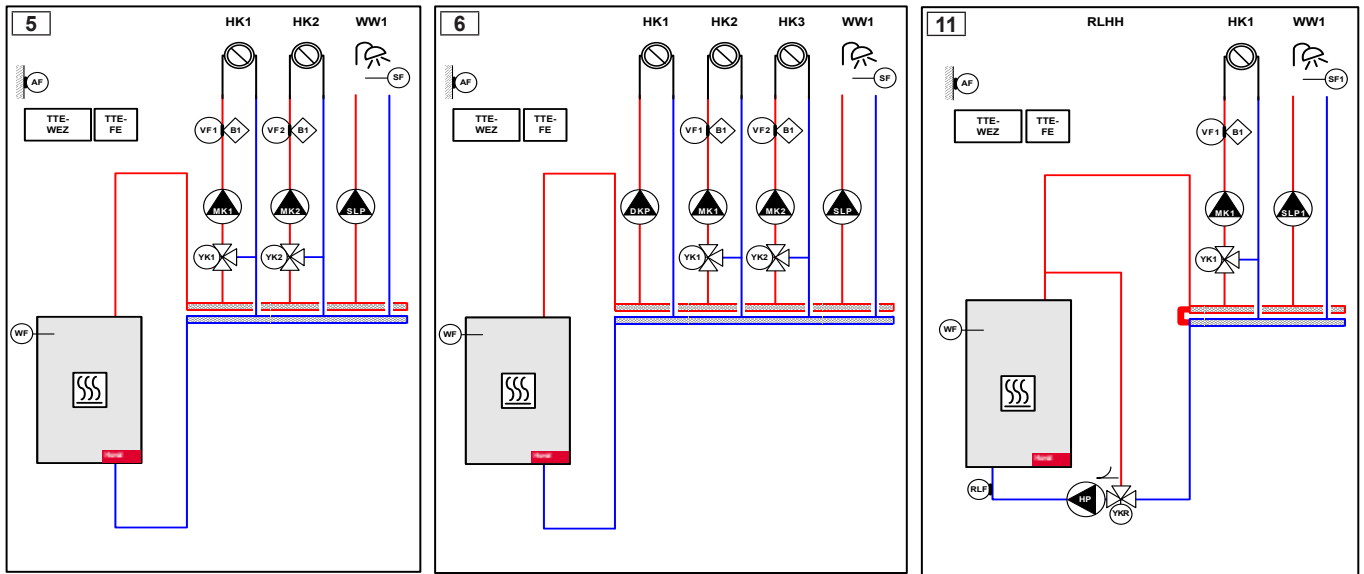 5
HK1 HK2 WW1
AF
SF
TTE-
WEZ
TTE-
FE
VF1 B1 VF2 B1
MK1 MK2 SLP
YK1 YK2
WF
6
HK1 HK2 HK3 WW1
AF
SF
TTE-
WEZ
TTE-
FE
VF1 B1 VF2 B1
DKP MK1 MK2 SLP
YK1 YK2
WF
11
RLHH HK1 WW1
AF
SF1
TTE-
WEZ
TTE-
FE
VF1 B1
MK1 SLP1
YK1
WF
RLF
HP
YKR